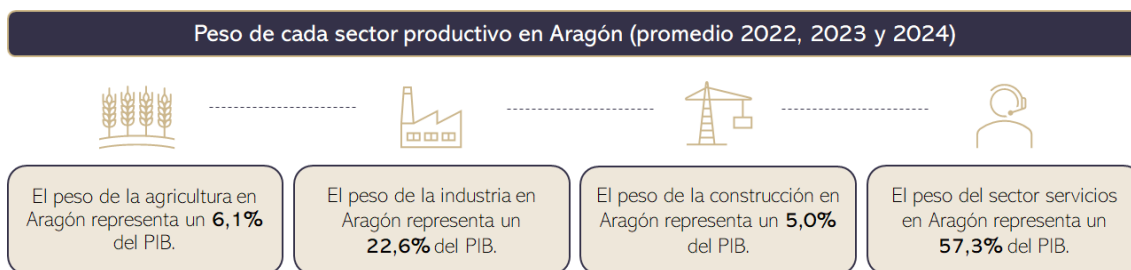 Peso de cada sector productivo en Aragón (promedio 2022, 2023 y 2024)
El peso de la agricultura en
Aragón representa un 6,1%
del PIB.
El peso de la industria en
Aragón representa un
22,6% del PIB.
El peso de la construcción en
Aragón representa un 5,0%
del PIB.
El peso del sector servicios
en Aragón representa un
57,3% del PIB.